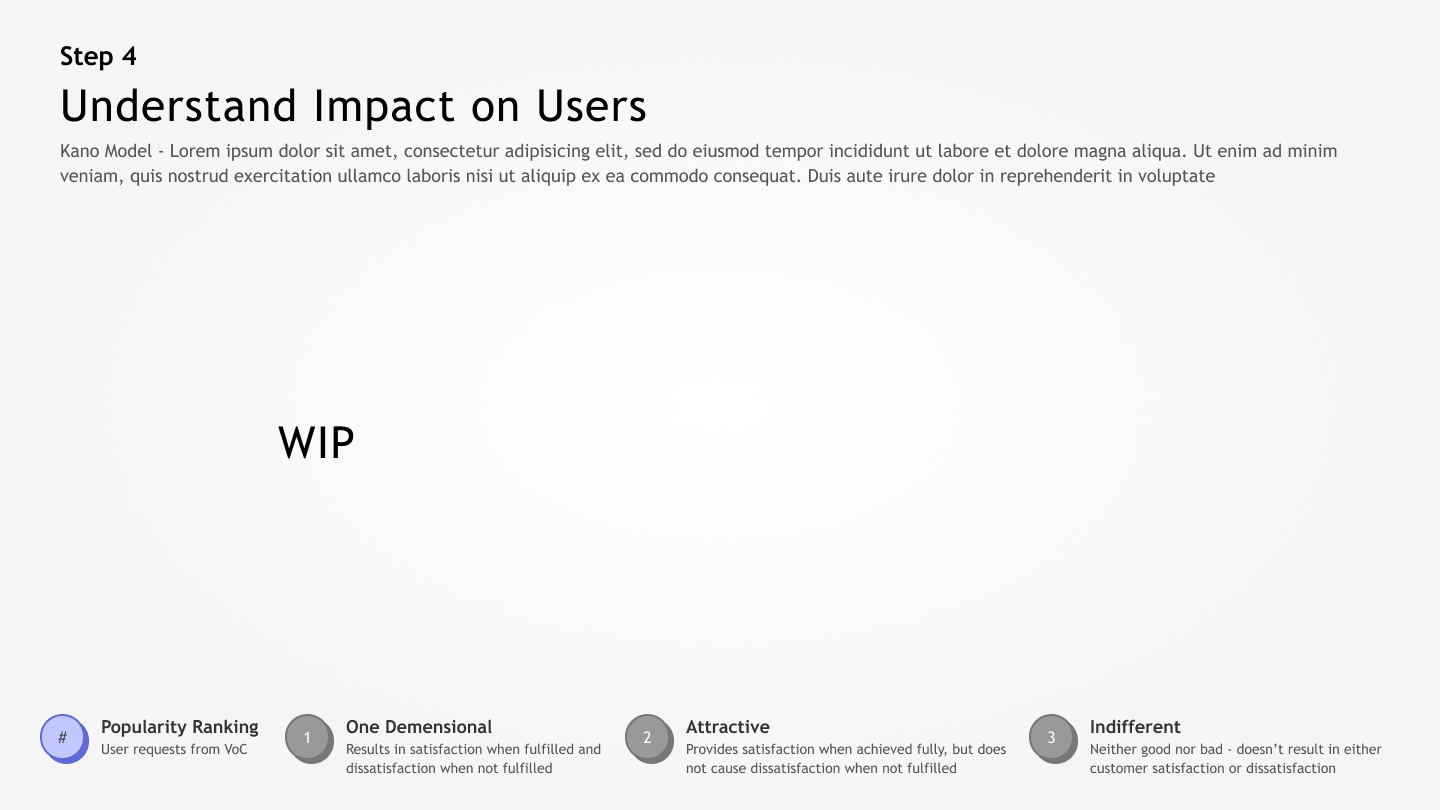 Step 4
Understand Impact on Users
Kano Model - Lorem ipsum dolor sit amet, consectetur adipisicing elit, sed do eiusmod tempor incididunt ut labore et dolore magna aliqua. Ut enim ad minim
veniam, quis nostrud exercitation ullamco laboris nisi ut aliquip ex ea commodo consequat. Duis aute irure dolor in reprehenderit in voluptate
WIP
#
Popularity Ranking
User requests from VoC
1
One Demensional
Results in satisfaction when fulfilled and
dissatisfaction when not fulfilled
2
Attractive
Provides satisfaction when achieved fully, but does
not cause dissatisfaction when not fulfilled
3
Indifferent
Neither good nor bad - doesn’t result in either
customer satisfaction or dissatisfaction